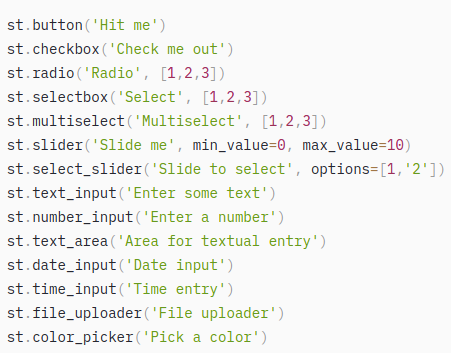 st.button('Hit me')
st.checkbox('Check me out')
st.radio('Radio', [1,2,3])
st.selectbox('Select', [1,2,3])
st.multiselect('Multiselect', [1,2,3])
st.slider('Slide me', min_value=0, max_value=10)
st.select_slider('Slide to select', options=[1,'2'])
st.text_input('Enter some text')
st.number_input('Enter a number')
st.text_area('Area for textual entry')
st.date_input('Date input')
st.time_input('Time entry')
st.file_uploader('File uploader')
st.color_picker('Pick a color')